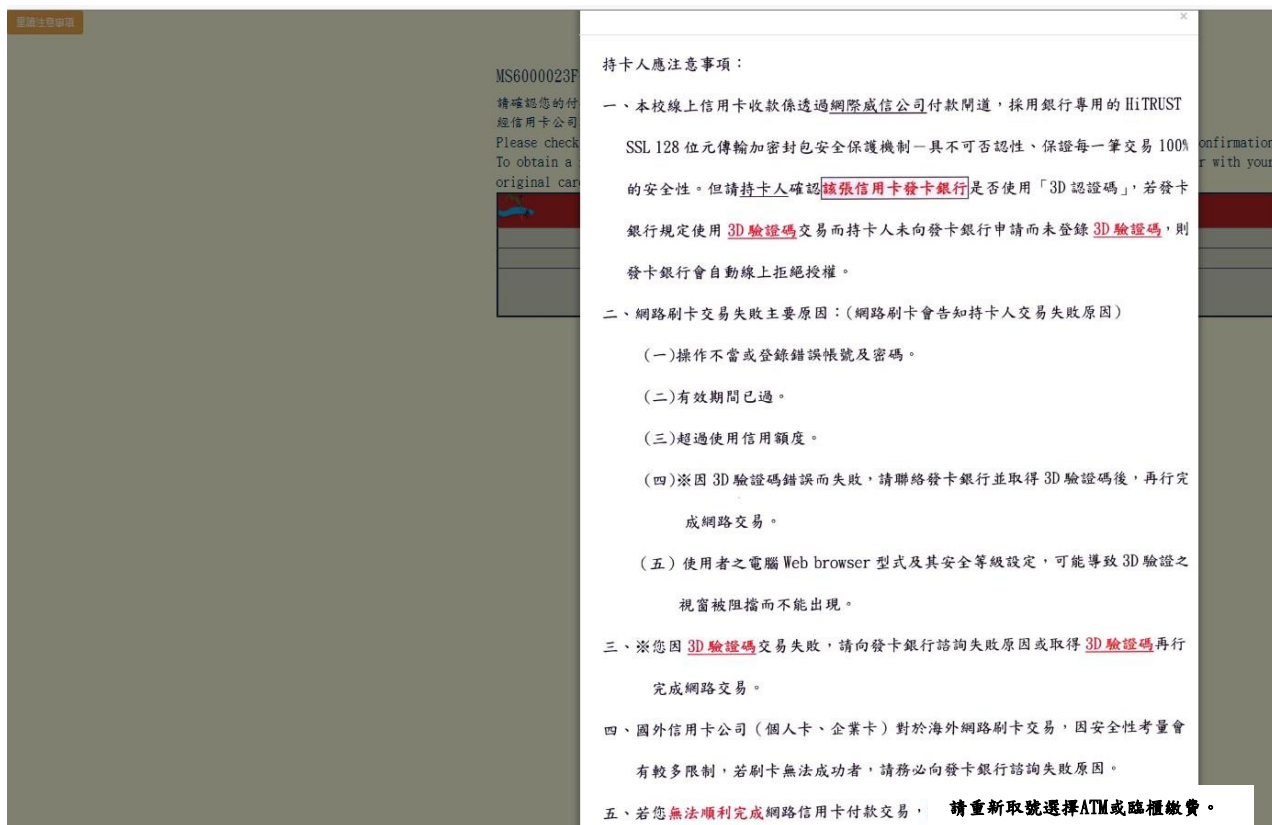 重讀注意事項
MS6000023F
請確認您的付
經信用卡公司
Please check
To obtain a
original car
onfirmation
r with your
×
持卡人應注意事項：
一、本校線上信用卡收款係透過網際威信公司付款閘道，採用銀行專用的 HiTRUST
SSL 128 位元傳輸加密封包安全保護機制－具不可否認性、保證每一筆交易 100%
的安全性。但請持卡人確認該張信用卡發卡銀行是否使用「3D 認證碼」，若發卡
銀行規定使用 3D 驗證碼交易而持卡人未向發卡銀行申請而未登錄 3D 驗證碼，則
發卡銀行會自動線上拒絕授權。
二、網路刷卡交易失敗主要原因：(網路刷卡會告知持卡人交易失敗原因)
(一)操作不當或登錄錯誤帳號及密碼。
(二)有效期間已過。
(三)超過使用信用額度。
(四)※因 3D 驗證碼錯誤而失敗，請聯絡發卡銀行並取得 3D 驗證碼後，再行完
成網路交易。
(五) 使用者之電腦 Web browser 型式及其安全等級設定，可能導致 3D 驗證之
視窗被阻擋而不能出現。
三、※您因 3D 驗證碼交易失敗，請向發卡銀行諮詢失敗原因或取得 3D 驗證碼再行
完成網路交易。
四、國外信用卡公司（個人卡、企業卡）對於海外網路刷卡交易，因安全性考量會
有較多限制，若刷卡無法成功者，請務必向發卡銀行諮詢失敗原因。
五、若您無法順利完成網路信用卡付款交易， 請重新取號選擇ATM或臨櫃繳費。